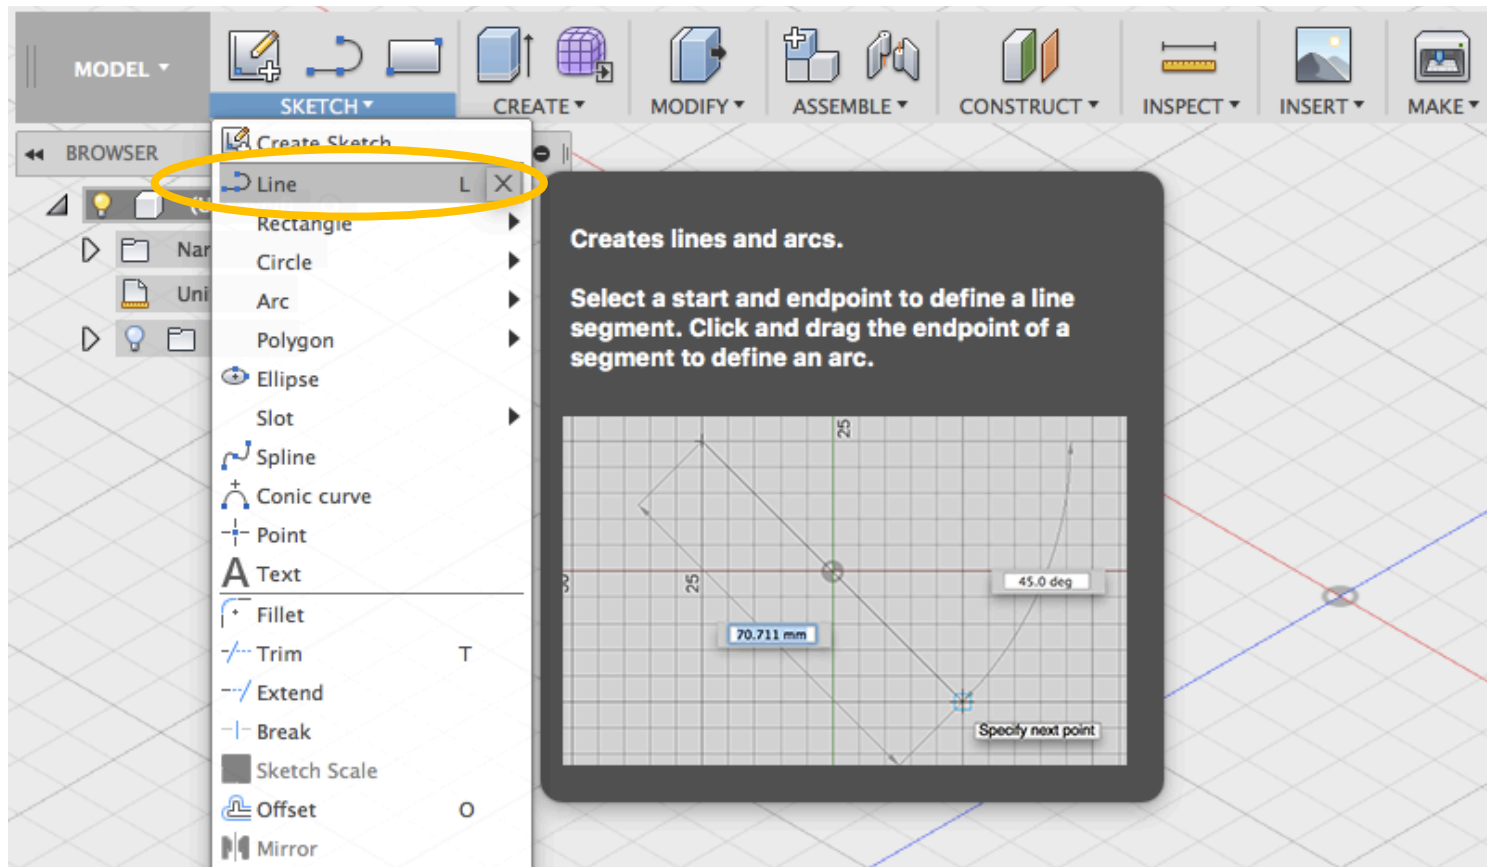 MODEL
SKETCH
CREATE
MODIFY
ASSEMBLE
CONSTRUCT
INSPECT
INSERT
MAKE
BROWSER
Create Sketch
Line L
Rectangle
Circle
Arc
Polygon
Ellipse
Slot
Spline
Conic curve
Point
A Text
Fillet
Trim T
Extend
Break
Sketch Scale
Offset O
Mirror
(U
Nar
Uni
Creates lines and arcs.
Select a start and endpoint to define a line
segment. Click and drag the endpoint of a
segment to define an arc.
25
25
45.0 deg
70.711 mm
Specify next point